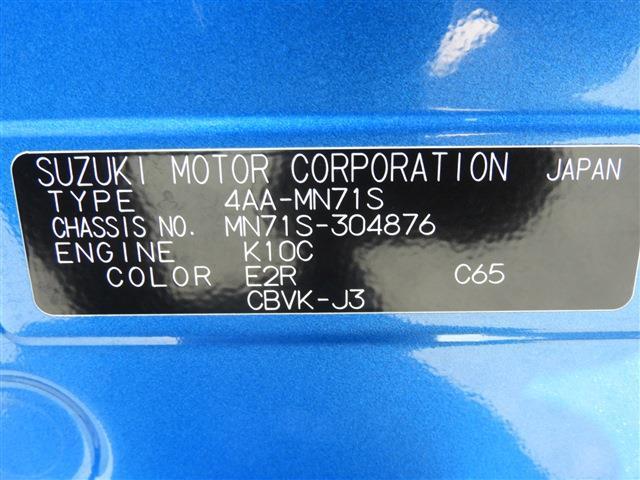 SUZUKI MOTOR CORPORATION JAPAN
TYPE 4AA-MN71S
CHASSIS NO. MN71S-304876
ENGINE K10C
COLOR E2R C65
CBVK-J3